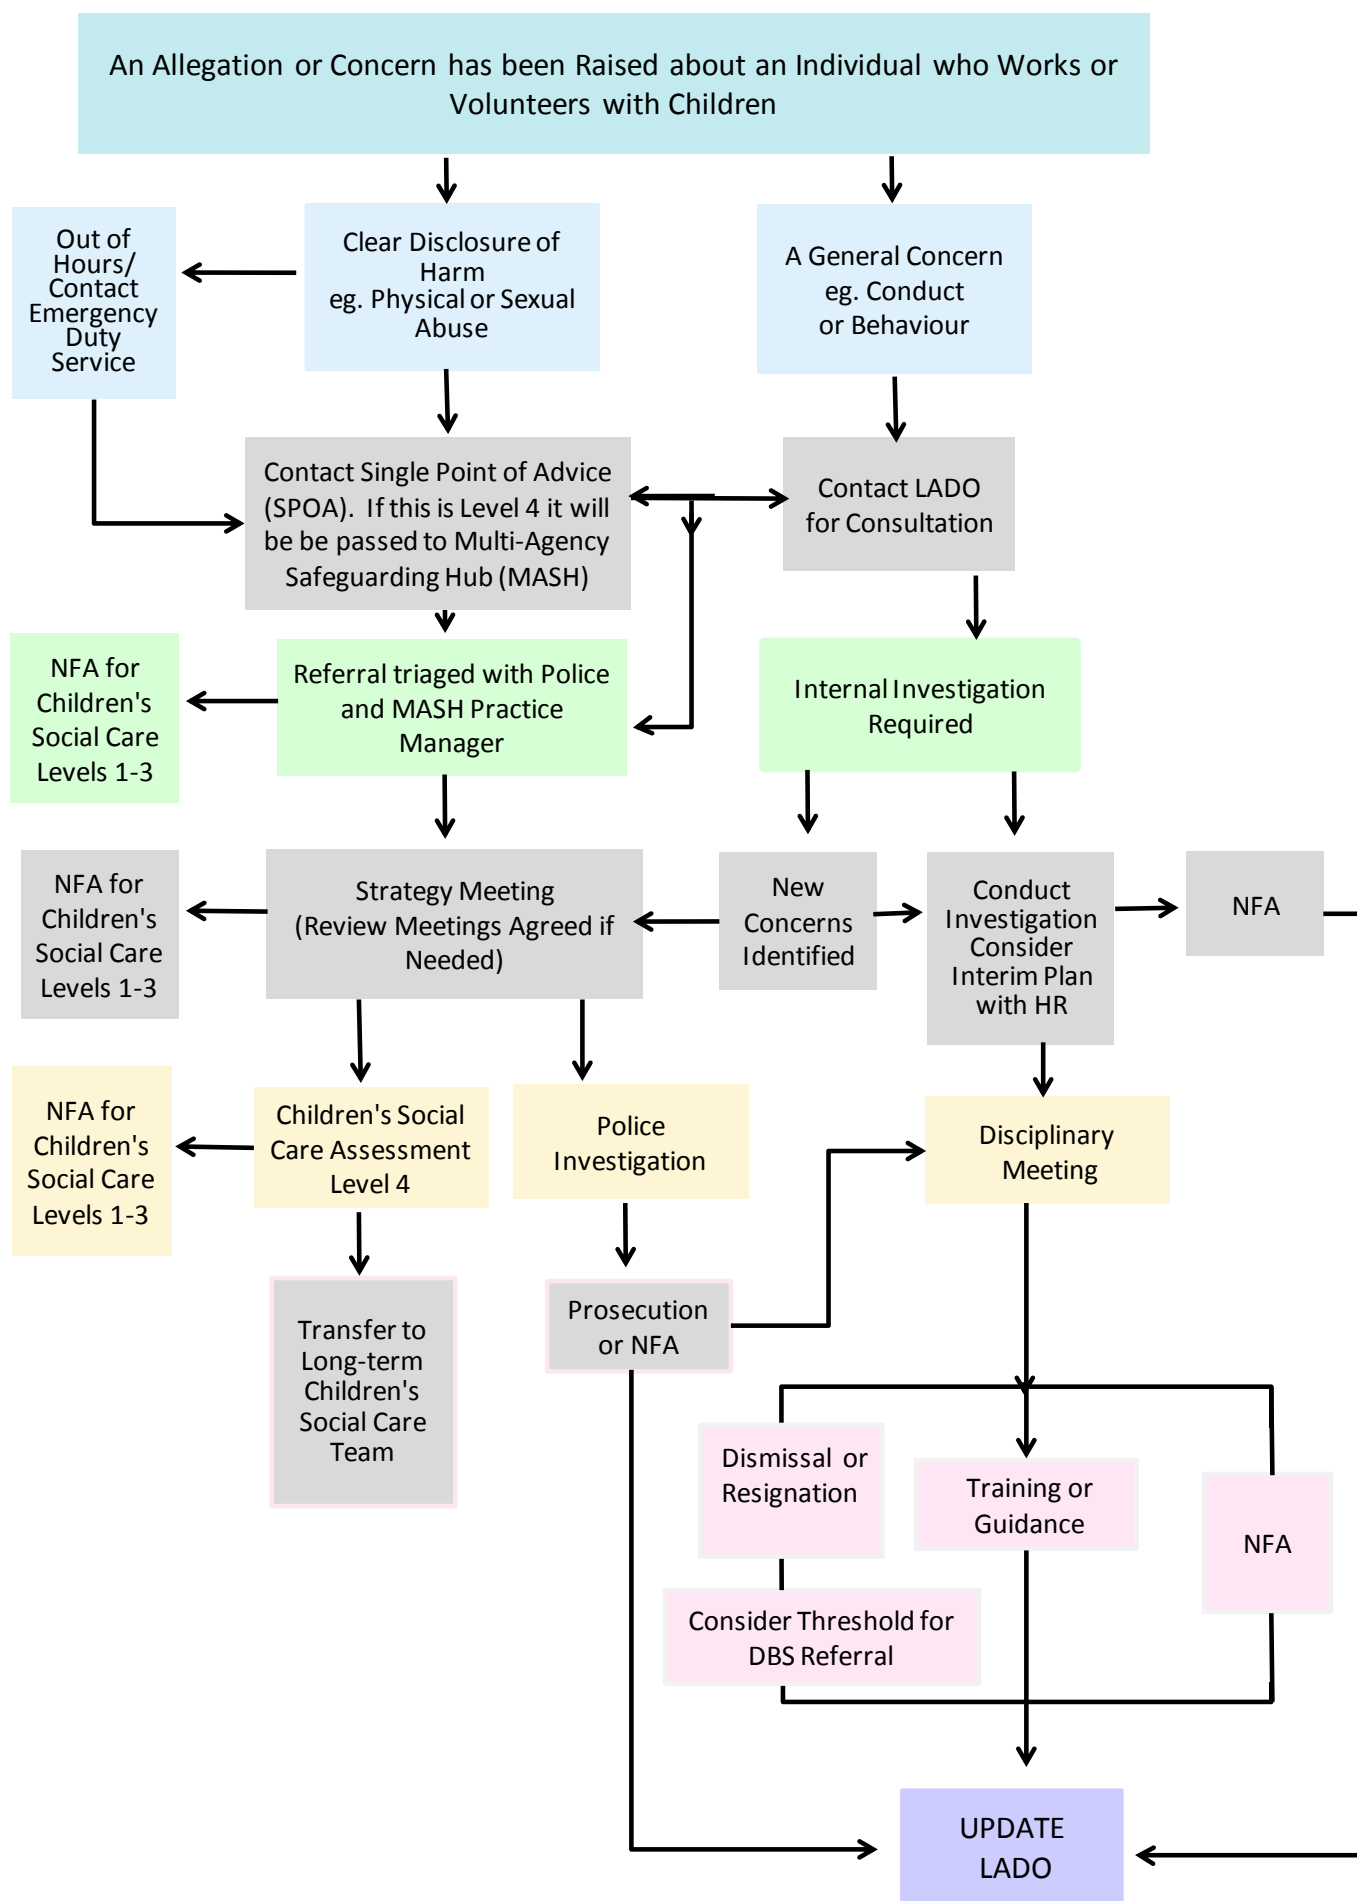 An Allegation or Concern has been Raised about an Individual who Works or
Volunteers with Children
Out of
Hours/
Contact
Emergency
Duty
Service
Clear Disclosure of
Harm
eg. Physical or Sexual
Abuse
A General Concern
eg. Conduct
or Behaviour
Contact Single Point of Advice
(SPOA). If this is Level 4 it will
be be passed to Multi-Agency
Safeguarding Hub (MASH)
Contact LADO
for Consultation
NFA for
Children's
Social Care
Levels 1-3
Referral triaged with Police
and MASH Practice
Manager
Internal Investigation
Required
NFA for
Children's
Social Care
Levels 1-3
Strategy Meeting
(Review Meetings Agreed if
Needed)
New
Concerns
Identified
Conduct
Investigation
Consider
Interim Plan
with HR
NFA
NFA for
Children's
Social Care
Levels 1-3
Children's Social
Care Assessment
Level 4
Police
Investigation
Disciplinary
Meeting
Transfer to
Long-term
Children's
Social Care
Team
Prosecution
or NFA
Dismissal or
Resignation
Training or
Guidance
NFA
Consider Threshold for
DBS Referral
UPDATE
LADO